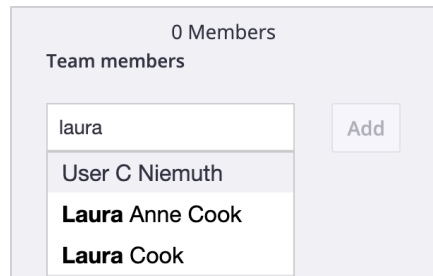 0 Members
Team members
laura
Add
User C Niemuth
Laura Anne Cook
Laura Cook